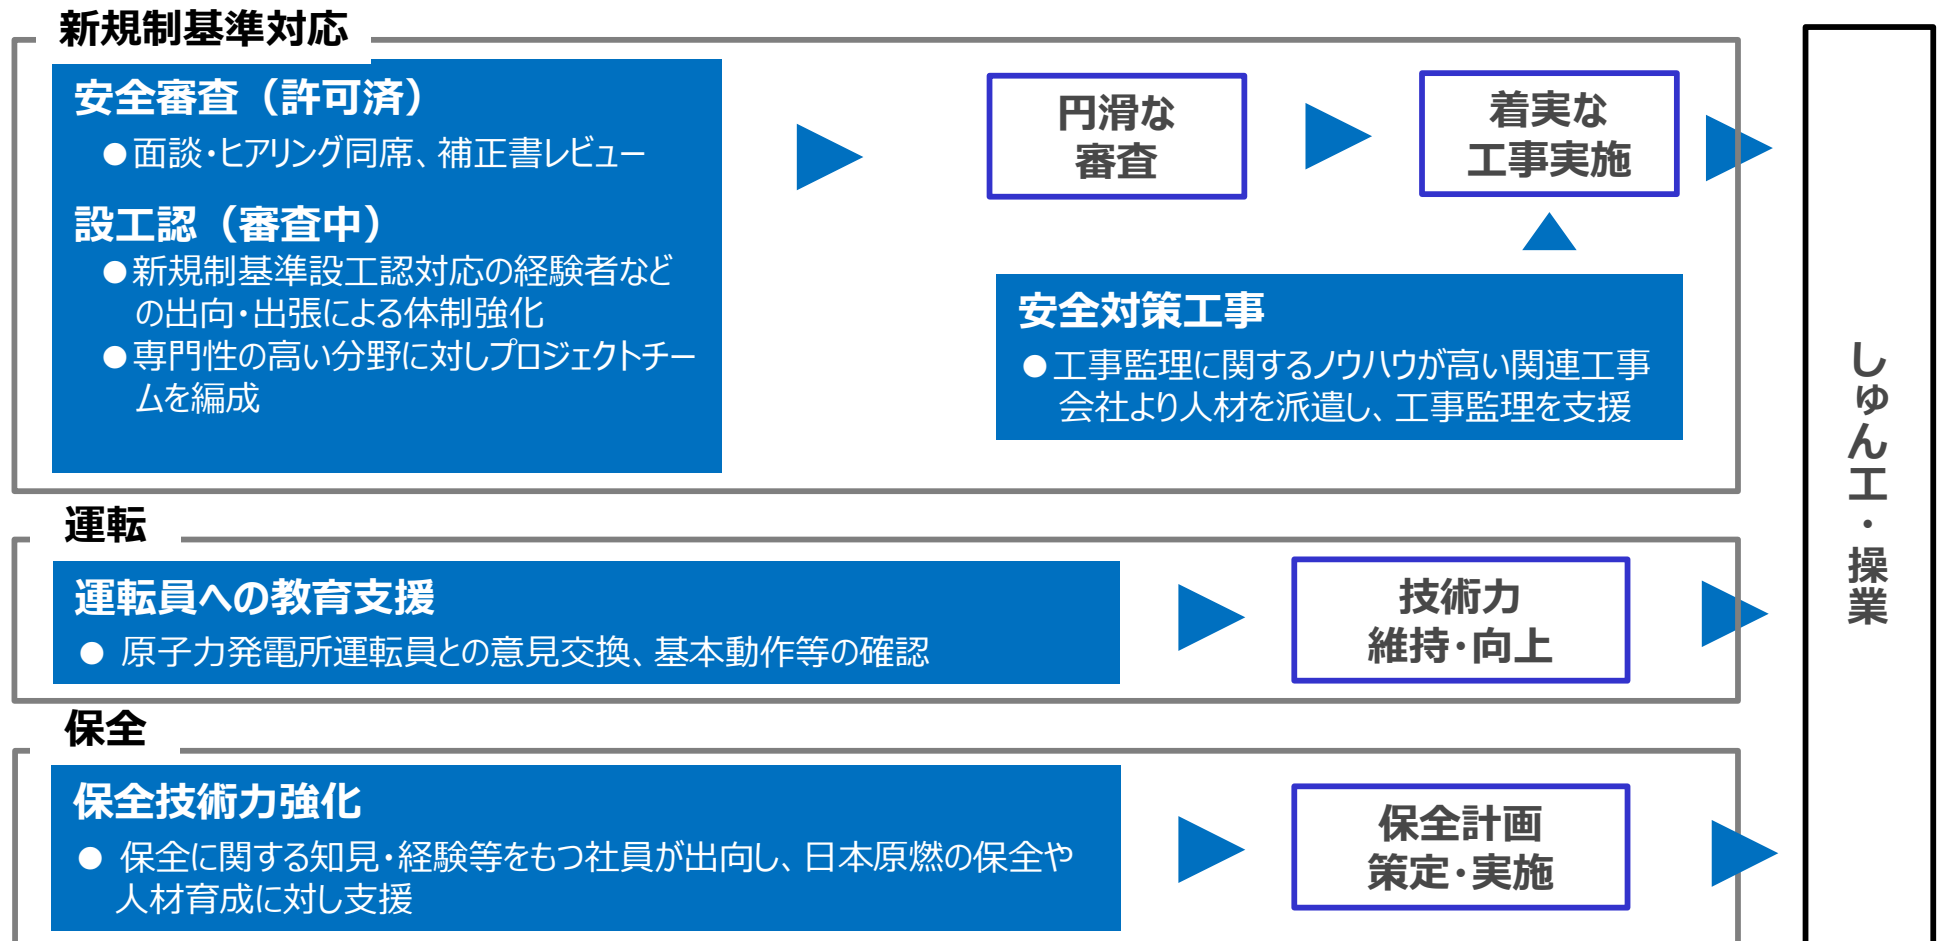 新規制基準対応
安全審査（許可済）
●面談・ヒアリング同席、補正書レビュー
設工認（審査中）
●新規制基準設工認対応の経験者など
の出向・出張による体制強化
●専門性の高い分野に対しプロジェクトチー
ムを編成
円滑な
審査
着実な
工事実施
安全対策工事
●工事監理に関するノウハウが高い関連工事
会社より人材を派遣し、工事監理を支援
運転
運転員への教育支援
● 原子力発電所運転員との意見交換、基本動作等の確認
技術力
維持・向上
保全
保全技術力強化
● 保全に関する知見・経験等をもつ社員が出向し、日本原燃の保全や
人材育成に対し支援
保全計画
策定・実施
しゅん工・操業